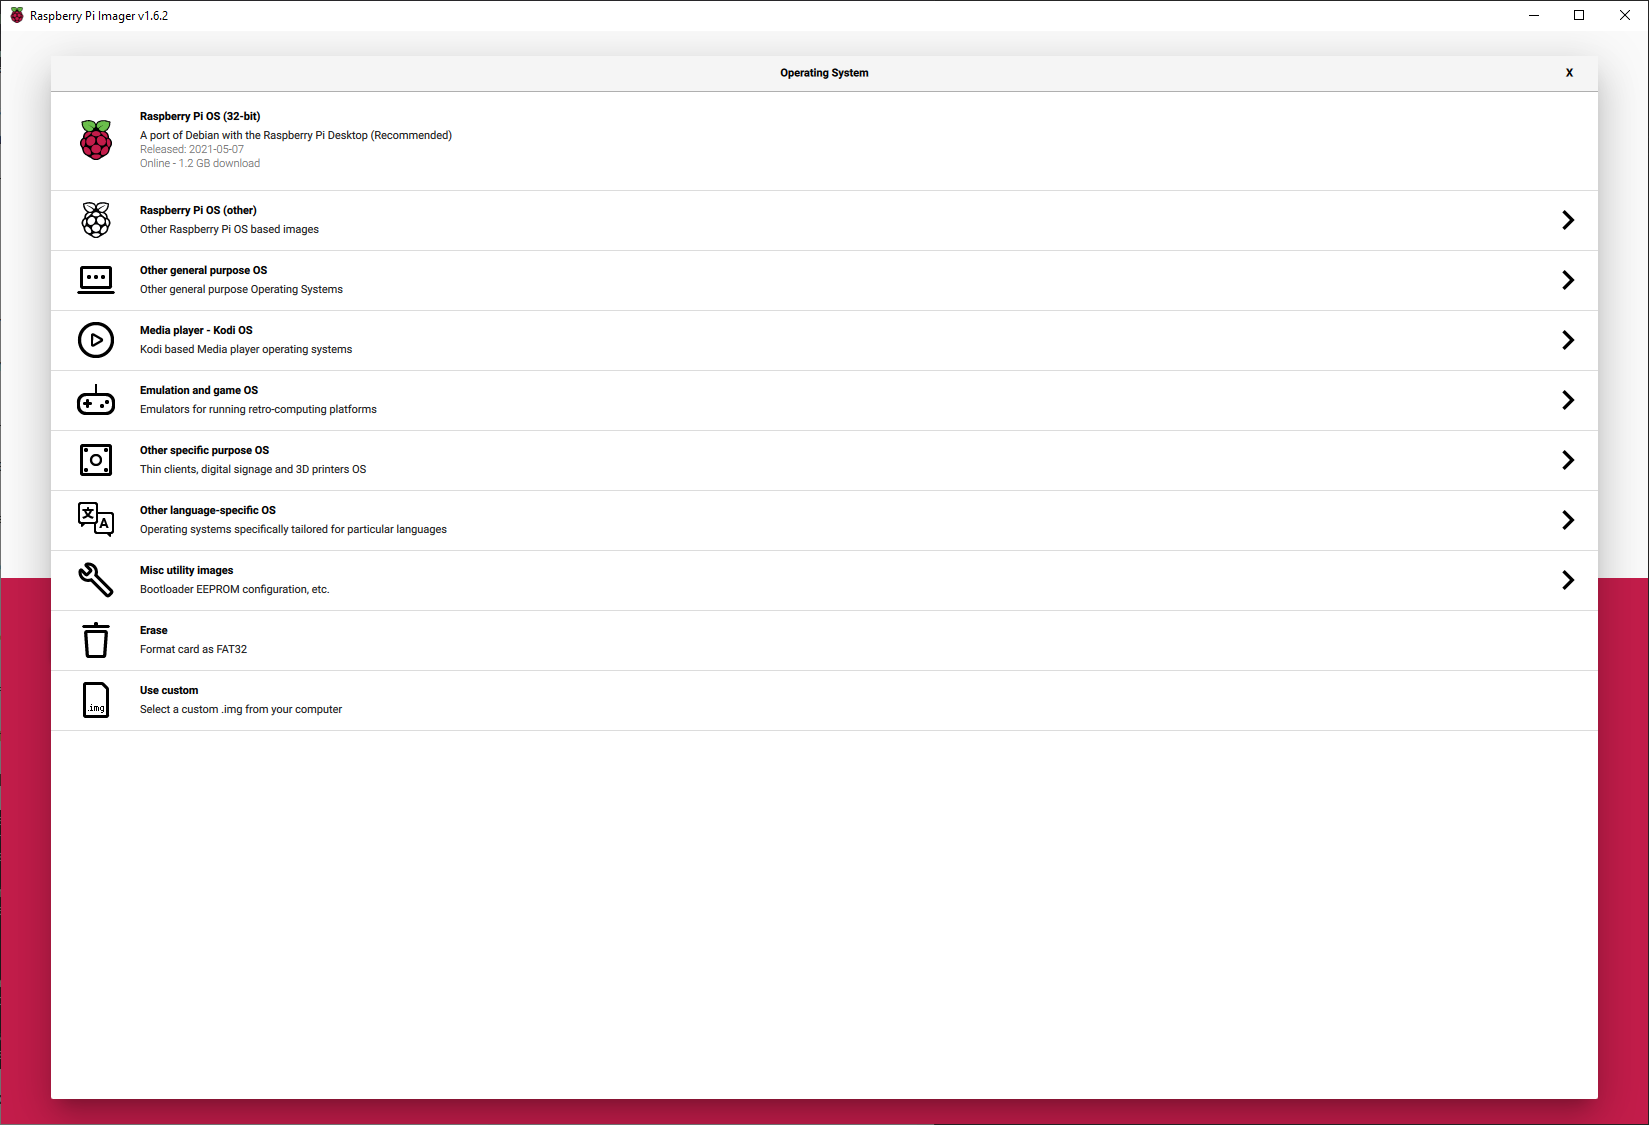 Raspberry Pi Imager v1.6.2
Operating System
X
Raspberry Pi OS (32-bit)
A port of Debian with the Raspberry Pi Desktop (Recommended)
Released: 2021-05-07
Online - 1.2 GB download
Raspberry Pi OS (other)
Other Raspberry Pi OS based images
Other general purpose OS
Other general purpose Operating Systems
Media player - Kodi OS
Kodi based Media player operating systems
Emulation and game OS
Emulators for running retro-computing platforms
Other specific purpose OS
Thin clients, digital signage and 3D printers OS
文 A
Other language-specific OS
Operating systems specifically tailored for particular languages
Misc utility images
Bootloader EEPROM configuration, etc.
Erase
Format card as FAT32
.img
Use custom
Select a custom .img from your computer